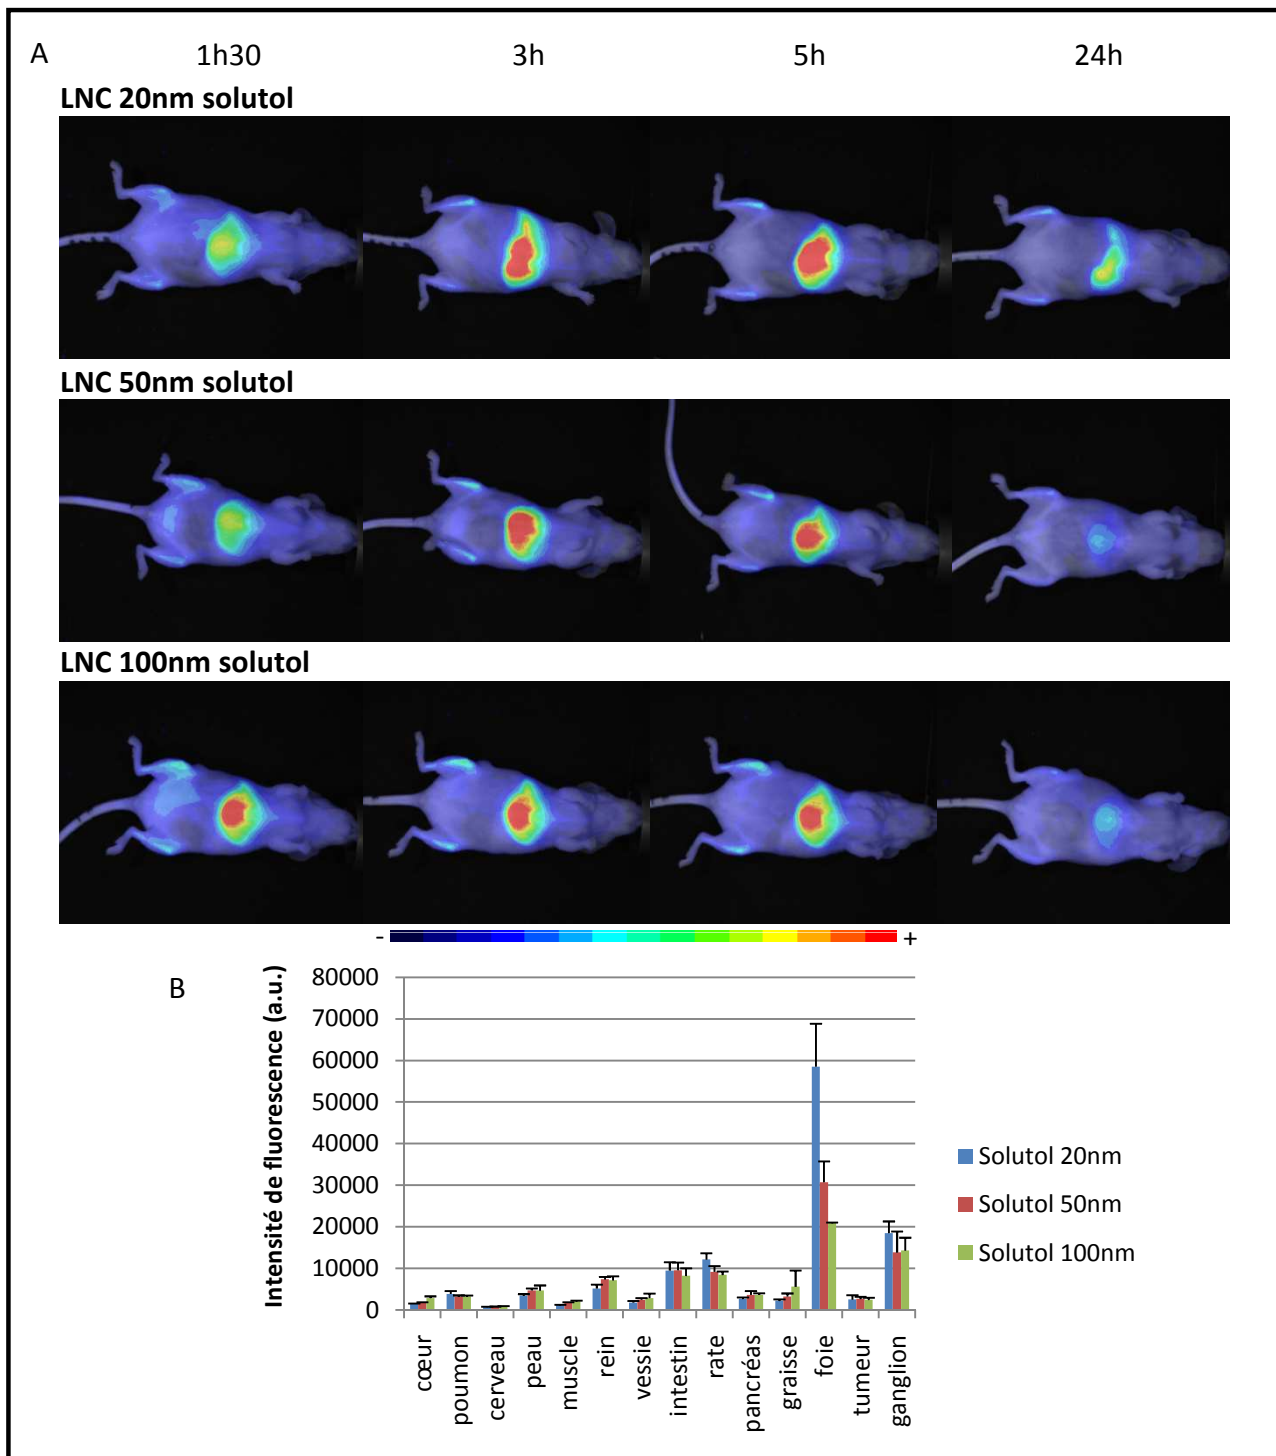 A
1h30 3h 5h 24h
LNC 20nm solutol
LNC 50nm solutol
LNC 100nm solutol
- +
B
Intensité de fluorescence (a.u.)
80000
70000
60000
50000
40000
30000
20000
10000
0
cœur
poumon
cerveau
peau
muscle
rein
vessie
intestin
rate
pancréas
graisse
foie
tumeur
ganglion
Solutol 20nm
Solutol 50nm
Solutol 100nm